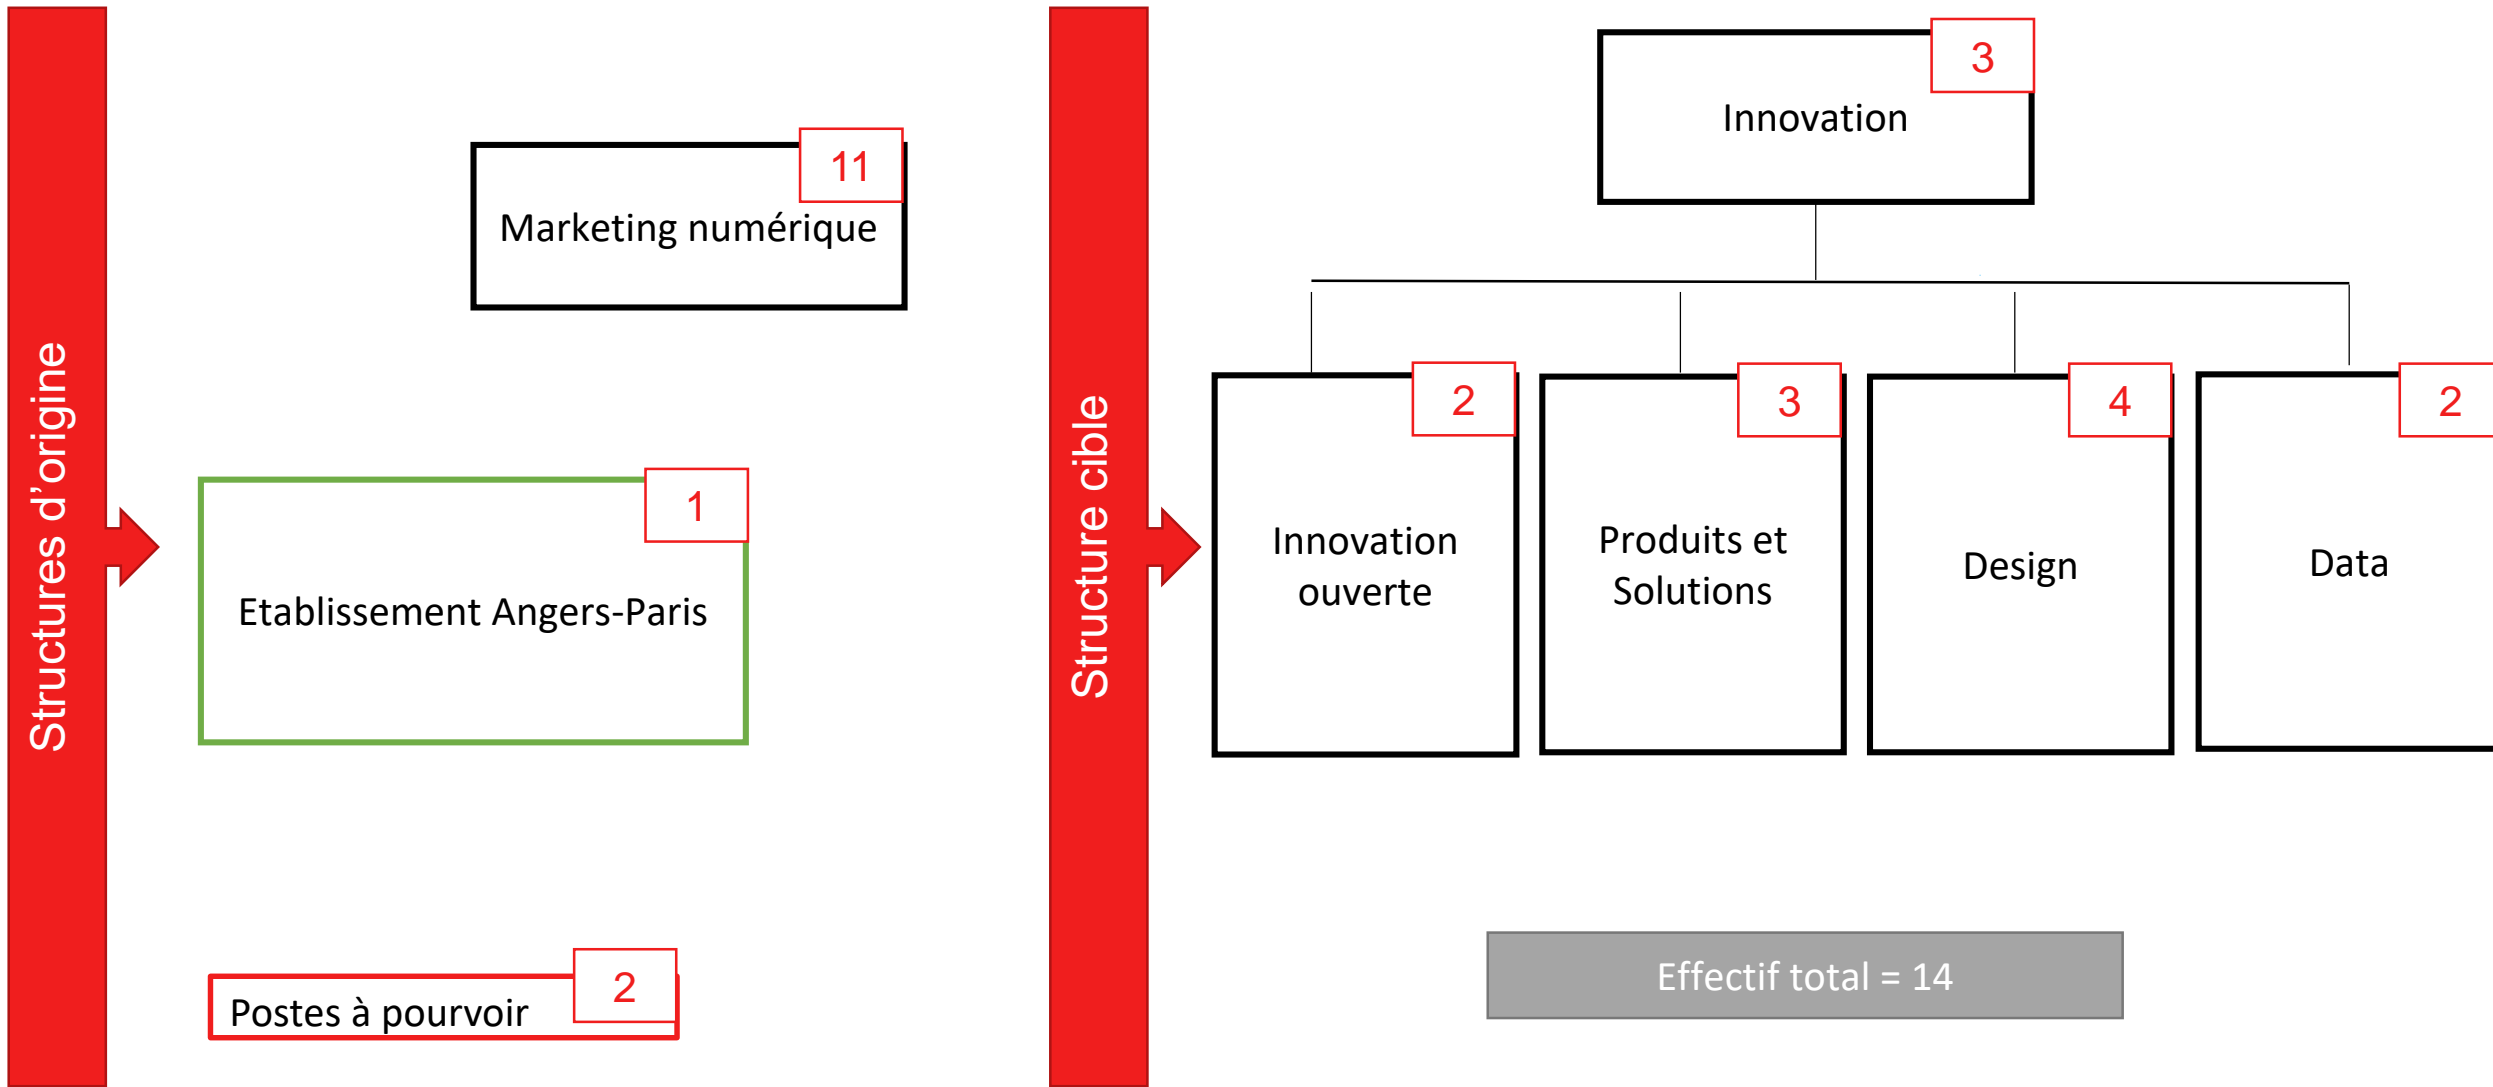 Structures d’origine
11
Marketing numérique
1
Etablissement Angers-Paris
2
Postes à pourvoir
Structure cible
3
Innovation
2
Innovation
ouverte
3
Produits et
Solutions
4
Design
2
Data
Effectif total = 14